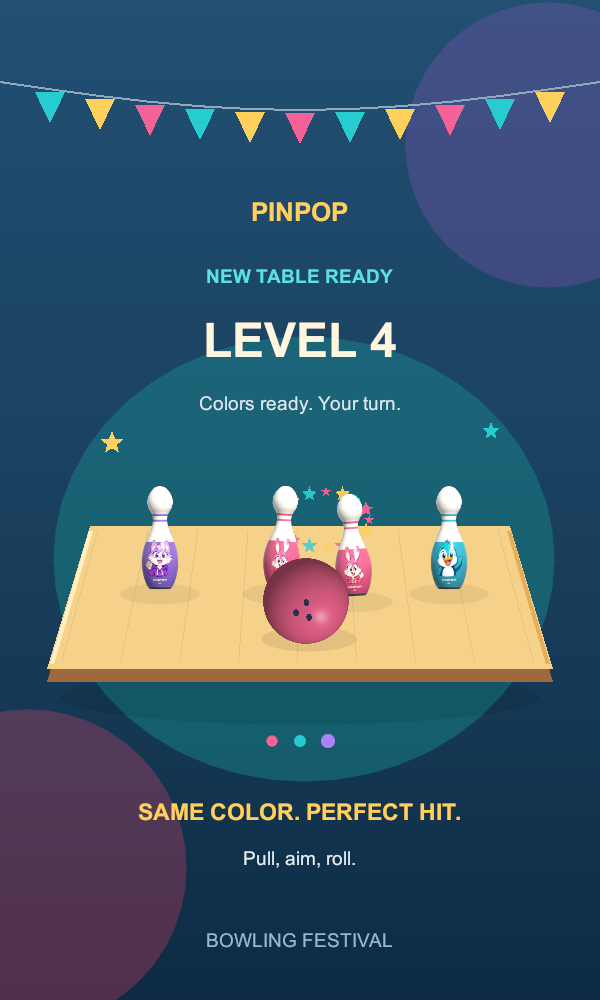 PINPOP
NEW TABLE READY
LEVEL 4
Colors ready. Your turn.
SAME COLOR. PERFECT HIT.
Pull, aim, roll.
BOWLING FESTIVAL